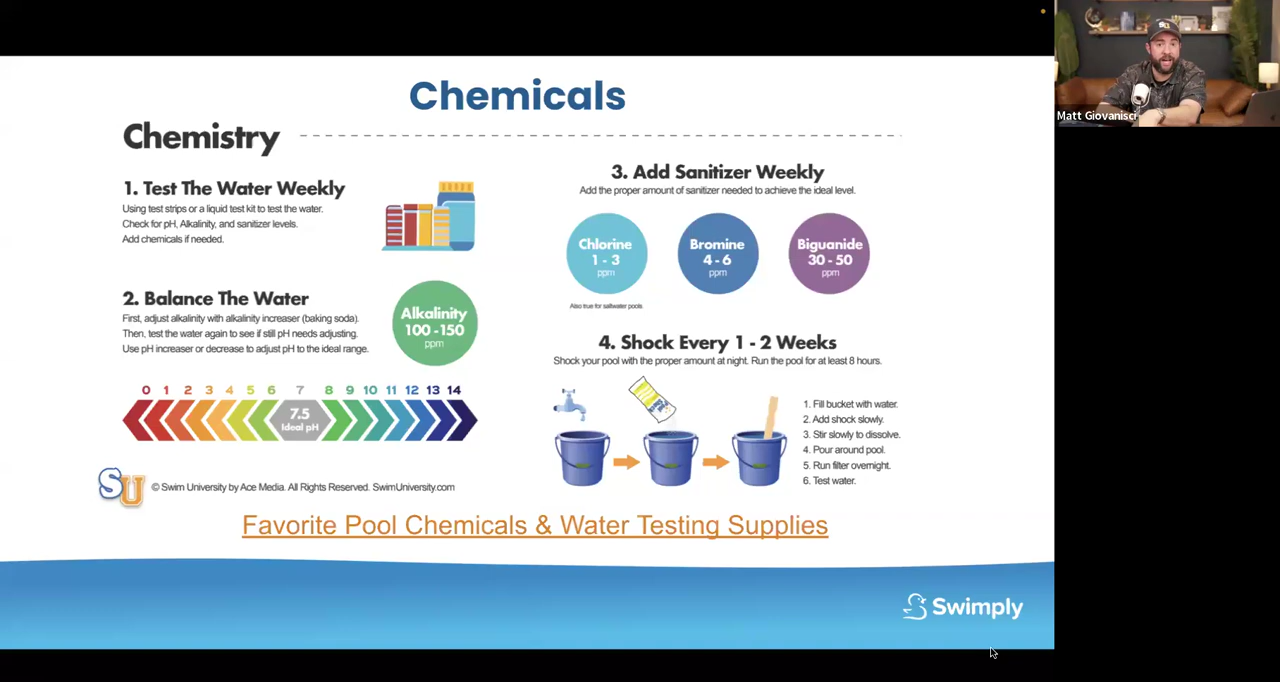 Chemicals
Chemistry
1. Test The Water Weekly
Using test strips or a liquid test kit to test the water.
Check for pH, Alkalinity, and sanitizer levels.
Add chemicals if needed.
2. Balance The Water
First, adjust alkalinity with alkalinity increaser (baking soda).
Then, test the water again to see if still pH needs adjusting.
Use pH increaser or decrease to adjust pH to the ideal range.
Alkalinity
100 -150
ppm
0 1 2 3 4 5 6 7 8 9 10 11 12 13 14
7.5
Ideal pH
3. Add Sanitizer Weekly
Add the proper amount of sanitizer needed to achieve the ideal level.
Chlorine
1 - 3
ppm
Bromine
4 - 6
ppm
Biguanide
30 - 50
ppm
Also true for saltwater pools.
4. Shock Every 1 - 2 Weeks
Shock your pool with the proper amount at night. Run the pool for at least 8 hours.
1. Fill bucket with water.
2. Add shock slowly.
3. Stir slowly to dissolve.
4. Pour around pool.
5. Run filter overnight.
6. Test water.
SU
© Swim University by Ace Media. All Rights Reserved. SwimUniversity.com
Favorite Pool Chemicals & Water Testing Supplies
Swimply
Matt Giovanisci